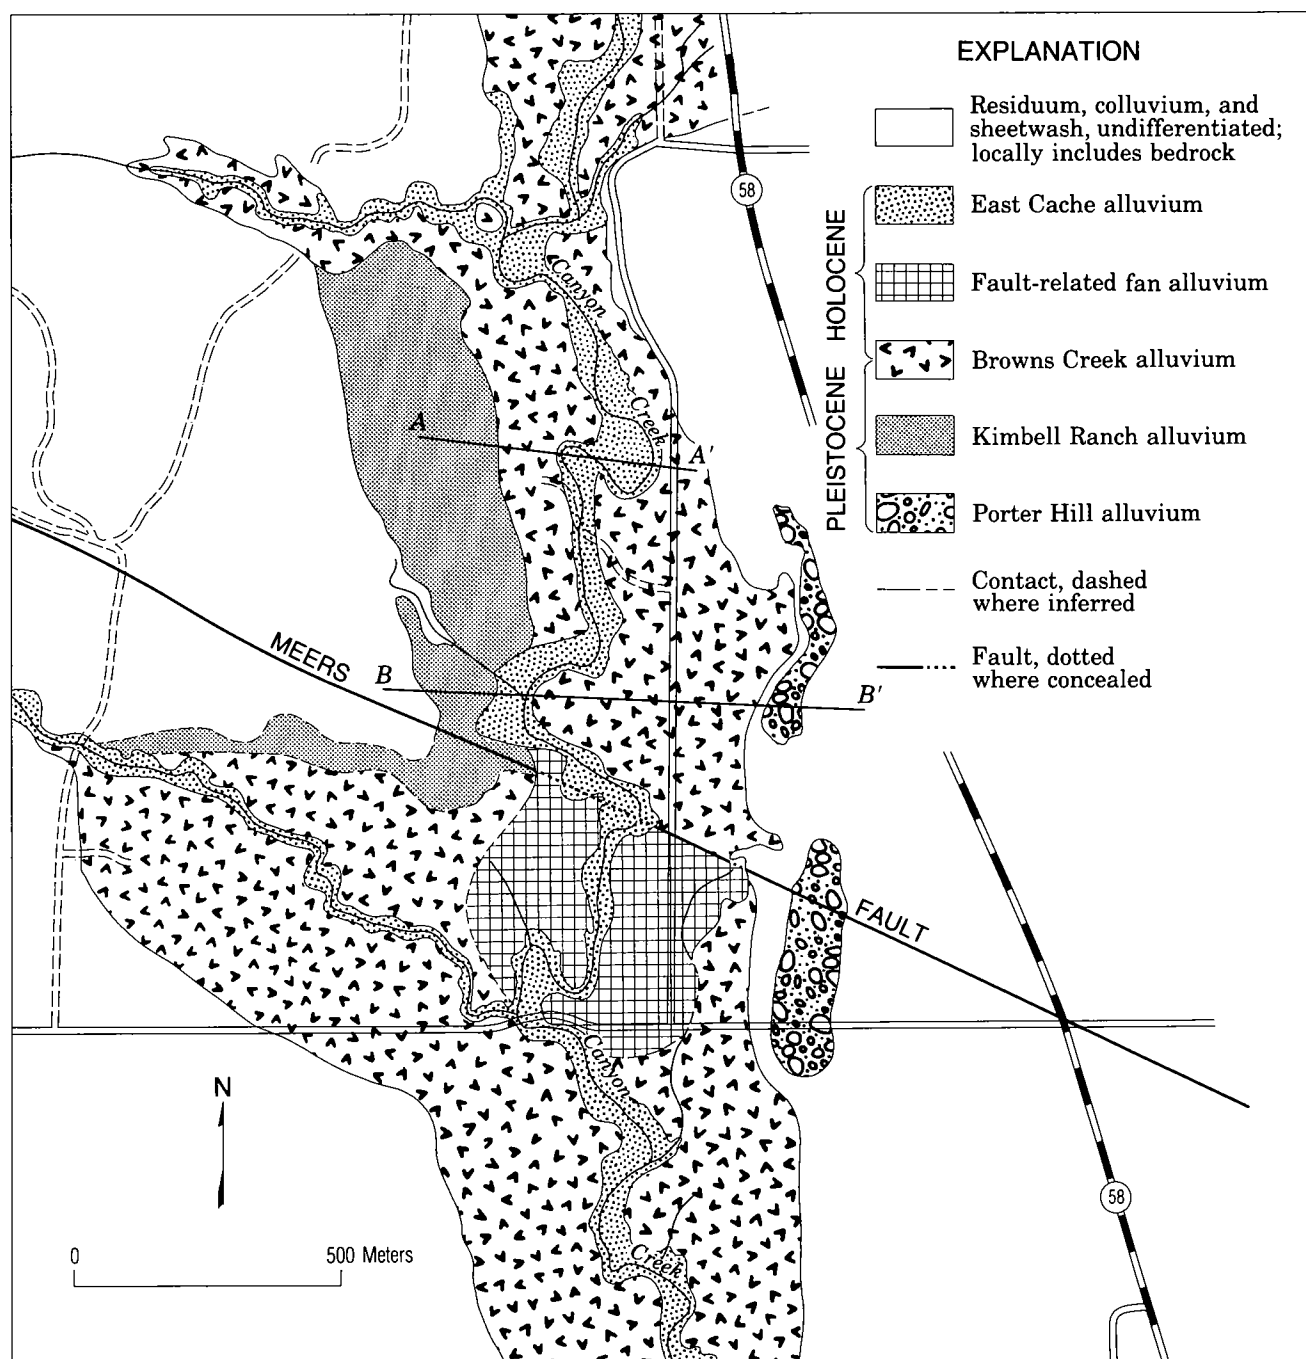 EXPLANATION
Residuum, colluvium, and
sheetwash, undifferentiated;
locally includes bedrock
East Cache alluvium
Fault-related fan alluvium
Browns Creek alluvium
Kimbell Ranch alluvium
Porter Hill alluvium
Contact, dashed
where inferred
Fault, dotted
where concealed
HOLOCENE
PLEISTOCENE
58
Canyon
Creek
A
A'
MEERS
B
B'
FAULT
Canyon
N
58
0 500 Meters
Creek